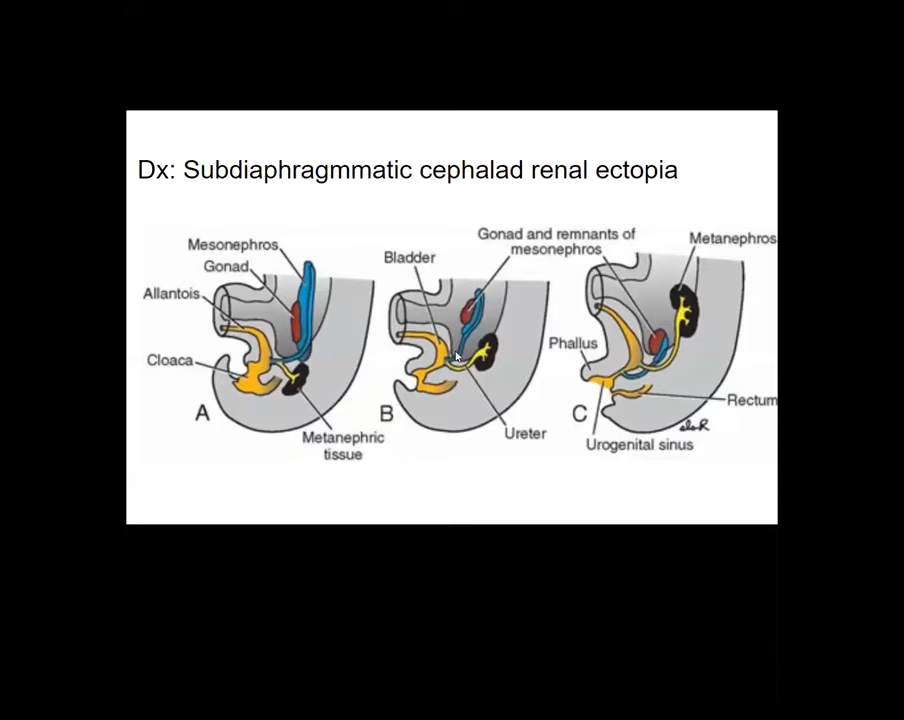 Dx: Subdiaphragmmatic cephalad renal ectopia
Mesonephros
Gonad
Allantois
Cloaca
A
Metanephric
tissue
Bladder
Gonad and remnants of
mesonephros
B
Ureter
Metanephros
Phallus
C
Rectum
Urogenital sinus